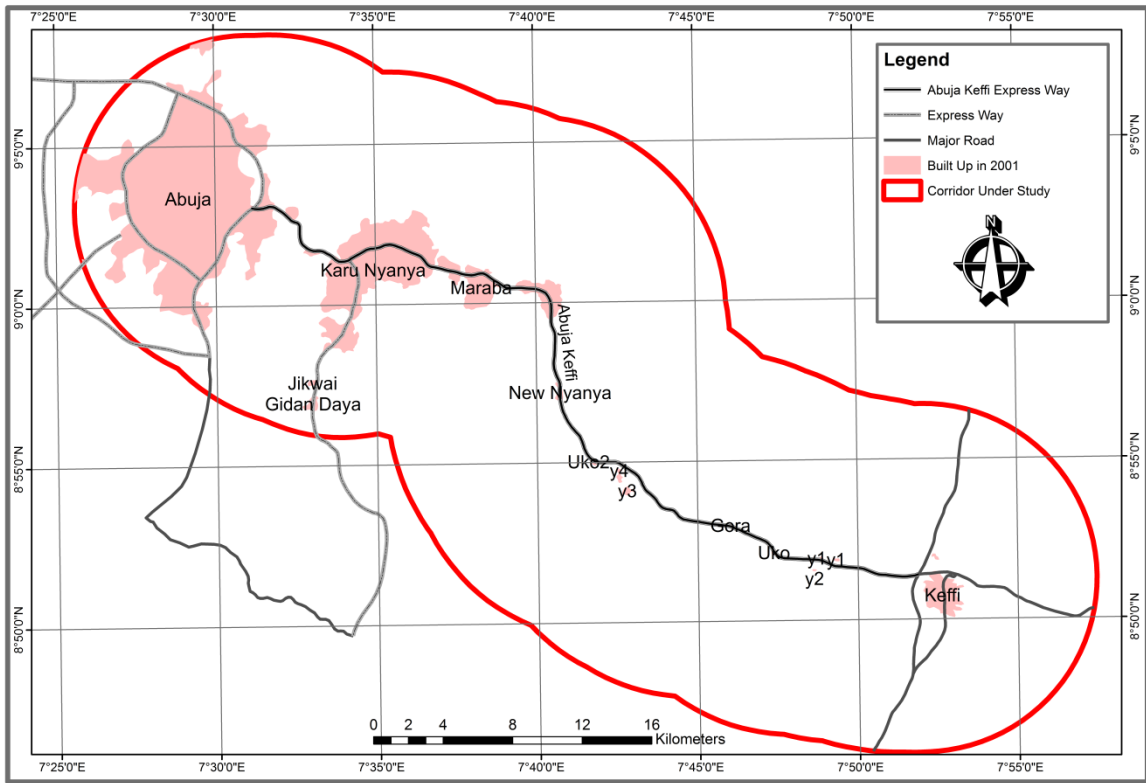 7°25'0"E 7°30'0"E 7°35'0"E 7°40'0"E 7°45'0"E 7°50'0"E 7°55'0"E
Legend
Abuja Keffi Express Way
Express Way
Major Road
Built Up in 2001
Corridor Under Study
N
9°5'0"N 9°5'0"N
Abuja
Karu Nyanya
Maraba
9°0'0"N 9°0'0"N
Abuja Keffi
Jikwai
Gidan Daya
New Nyanya
8°55'0"N 8°55'0"N
Uko2
y4
y3
Gora
Uko
y1y1
y2
Keffi
8°50'0"N 8°50'0"N
0 2 4 8 12 16
Kilometers
7°25'0"E 7°30'0"E 7°35'0"E 7°40'0"E 7°45'0"E 7°50'0"E 7°55'0"E